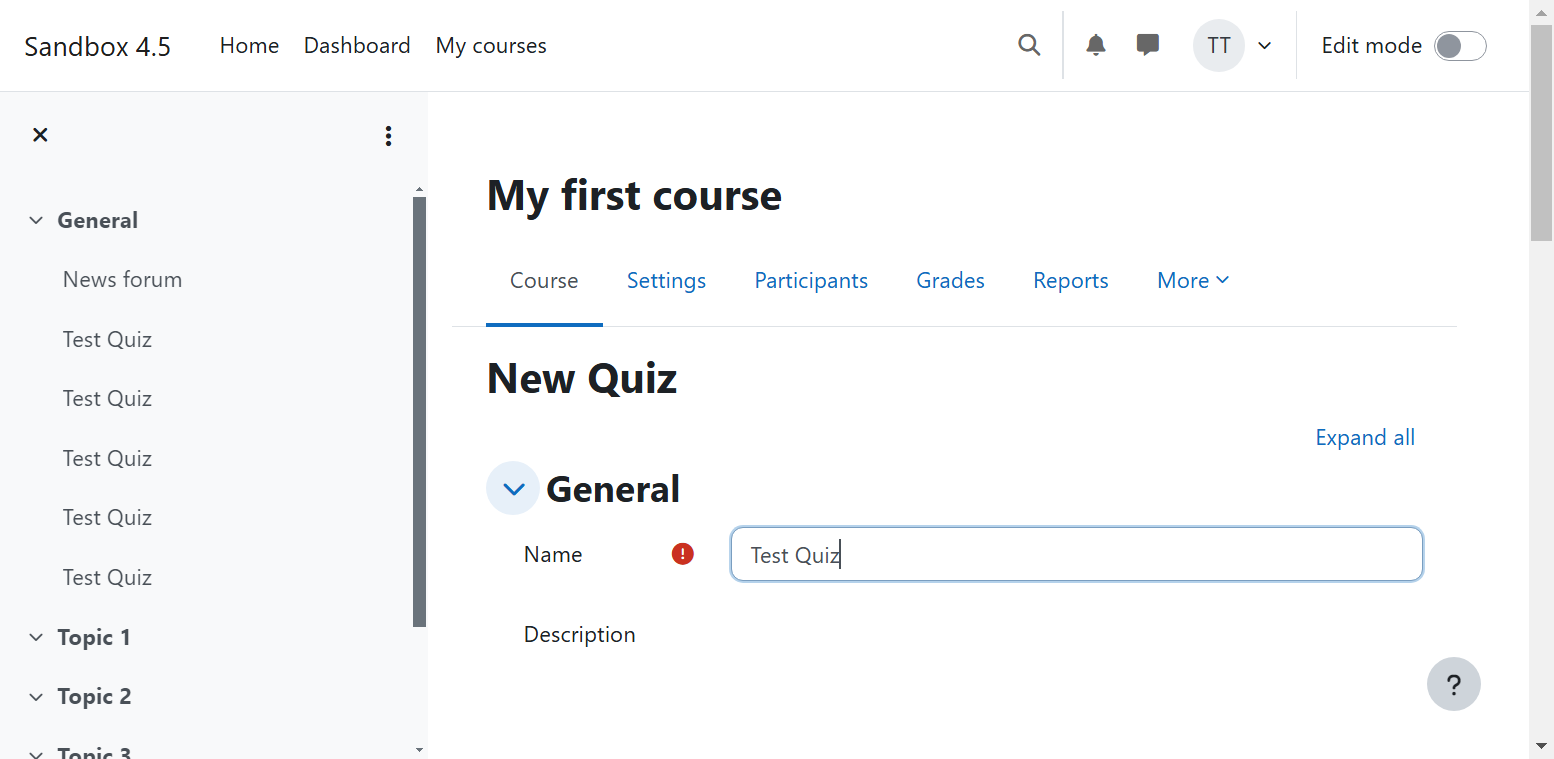 Sandbox 4.5 Home Dashboard My courses TT Edit mode
General
News forum
Test Quiz
Test Quiz
Test Quiz
Test Quiz
Test Quiz
Topic 1
Topic 2
Topic 3
My first course
Course Settings Participants Grades Reports More
New Quiz
Expand all
General
Name ! Test Quiz
Description
?